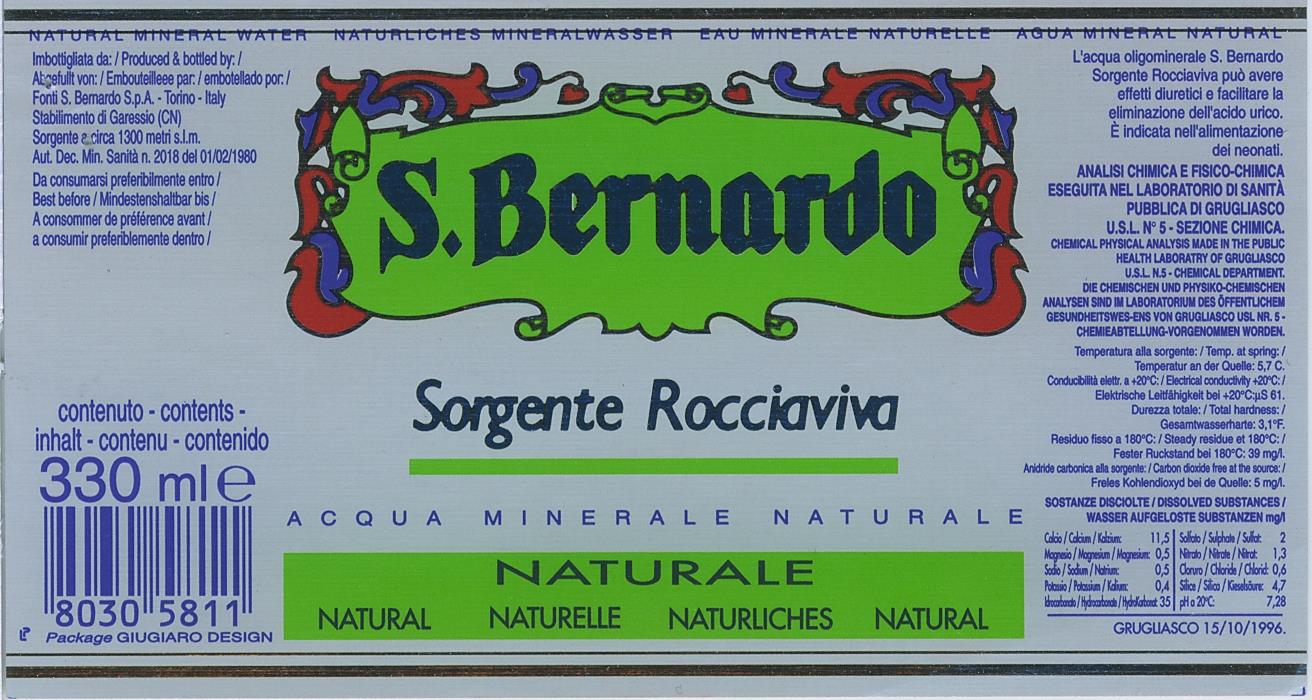 NATURAL MINERAL WATER NATURLICHES MINERALWASSER EAU MINERALE NATURELLE AGUA MINERAL NATURAL
Imbottigliata da: / Produced & bottled by: /
Abgefullt von: / Embouteilleee par: / embotellado por: /
Fonti S. Bernardo S.p.A. - Torino - Italy
Stabilimento di Garessio (CN)
Sorgente a circa 1300 metri s.l.m.
Aut. Dec. Min. Sanità n. 2018 del 01/02/1980
Da consumarsi preferibilmente entro /
Best before / Mindestenshaltbar bis /
A consommer de préférence avant /
a consumir preferiblemente dentro /
contenuto - contents -
inhalt - contenu - contenido
330 ml e
8030 5811
LP Package GIUGIARO DESIGN
S. Bernardo
Sorgente Rocciaviva
ACQUA MINERALE NATURALE
NATURALE
NATURAL NATURELLE NATURLICHES NATURAL
L'acqua oligominerale S. Bernardo
Sorgente Rocciaviva può avere
effetti diuretici e facilitare la
eliminazione dell'acido urico.
È indicata nell'alimentazione
dei neonati.
ANALISI CHIMICA E FISICO-CHIMICA
ESEGUITA NEL LABORATORIO DI SANITÀ
PUBBLICA DI GRUGLIASCO
U.S.L. N° 5 - SEZIONE CHIMICA.
CHEMICAL PHYSICAL ANALYSIS MADE IN THE PUBLIC
HEALTH LABORATRY OF GRUGLIASCO
U.S.L. N.5 - CHEMICAL DEPARTMENT.
DIE CHEMISCHEN UND PHYSIKO-CHEMISCHEN
ANALYSEN SIND IM LABORATORIUM DES ÖFFENTLICHEM
GESUNDHEITSWES-ENS VON GRUGLIASCO USL NR. 5 -
CHEMIEABTELLUNG-VORGENOMMEN WORDEN.
Temperatura alla sorgente: / Temp. at spring: /
Temperatur an der Quelle: 5,7 C.
Conducibilità elettr. a +20°C: / Electrical conductivity +20°C: /
Elektrische Leitfähigkeit bei +20°C:µS 61.
Durezza totale: / Total hardness: /
Gesamtwasserharte: 3,1°F.
Residuo fisso a 180°C: / Steady residue et 180°C: /
Fester Ruckstand bei 180°C: 39 mg/l.
Anidride carbonica alla sorgente: / Carbon dioxide free at the source: /
Freles Kohlendioxyd bei de Quelle: 5 mg/l.
SOSTANZE DISCIOLTE / DISSOLVED SUBSTANCES /
WASSER AUFGELOSTE SUBSTANZEN mg/l
Calcio / Calcium / Kalzium: 11,5 Solfato / Sulphate / Sulfat: 2
Magnesio / Magnesium / Magnesium: 0,5 Nitrato / Nitrate / Nitrat: 1,3
Sodio / Sodium / Natrium: 0,5 Cloruro / Chloride / Chlorid: 0,6
Potassio / Potassium / Kalium: 0,4 Silice / Silica / Kieselsäure: 4,7
Idrocarbonato / Hydrocarbonate / HydroKarbonat: 35 pH a 20°C: 7,28
GRUGLIASCO 15/10/1996.